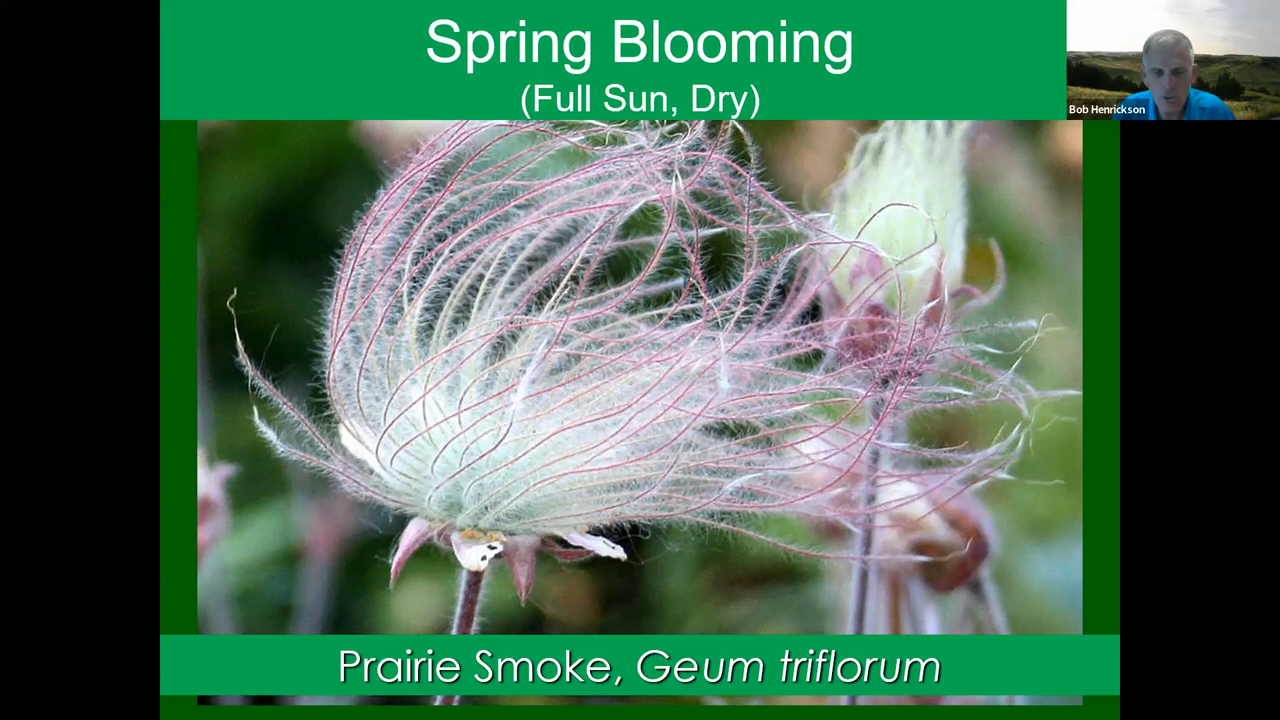 Spring Blooming
(Full Sun, Dry)
Bob Henrickson
Prairie Smoke, Geum triflorum